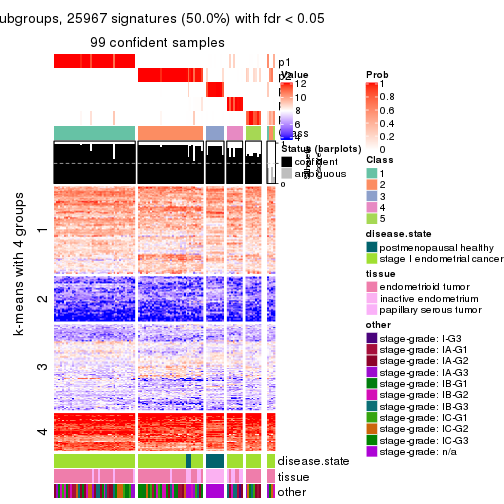 ubgroups, 25967 signatures (50.0%) with fdr < 0.05
99 confident samples
p1
Value
12
10
8
6
4
Class
Status (barplots)
confident
ambiguous
0
k-means with 4 groups
1
2
3
4
disease.state
tissue
other
Prob
1
0.8
0.6
0.4
0.2
0
Class
1
2
3
4
5
disease.state
postmenopausal healthy
stage I endometrial cancer
tissue
endometrioid tumor
inactive endometrium
papillary serous tumor
other
stage-grade: I-G3
stage-grade: IA-G1
stage-grade: IA-G2
stage-grade: IA-G3
stage-grade: IB-G1
stage-grade: IB-G2
stage-grade: IB-G3
stage-grade: IC-G1
stage-grade: IC-G2
stage-grade: IC-G3
stage-grade: n/a